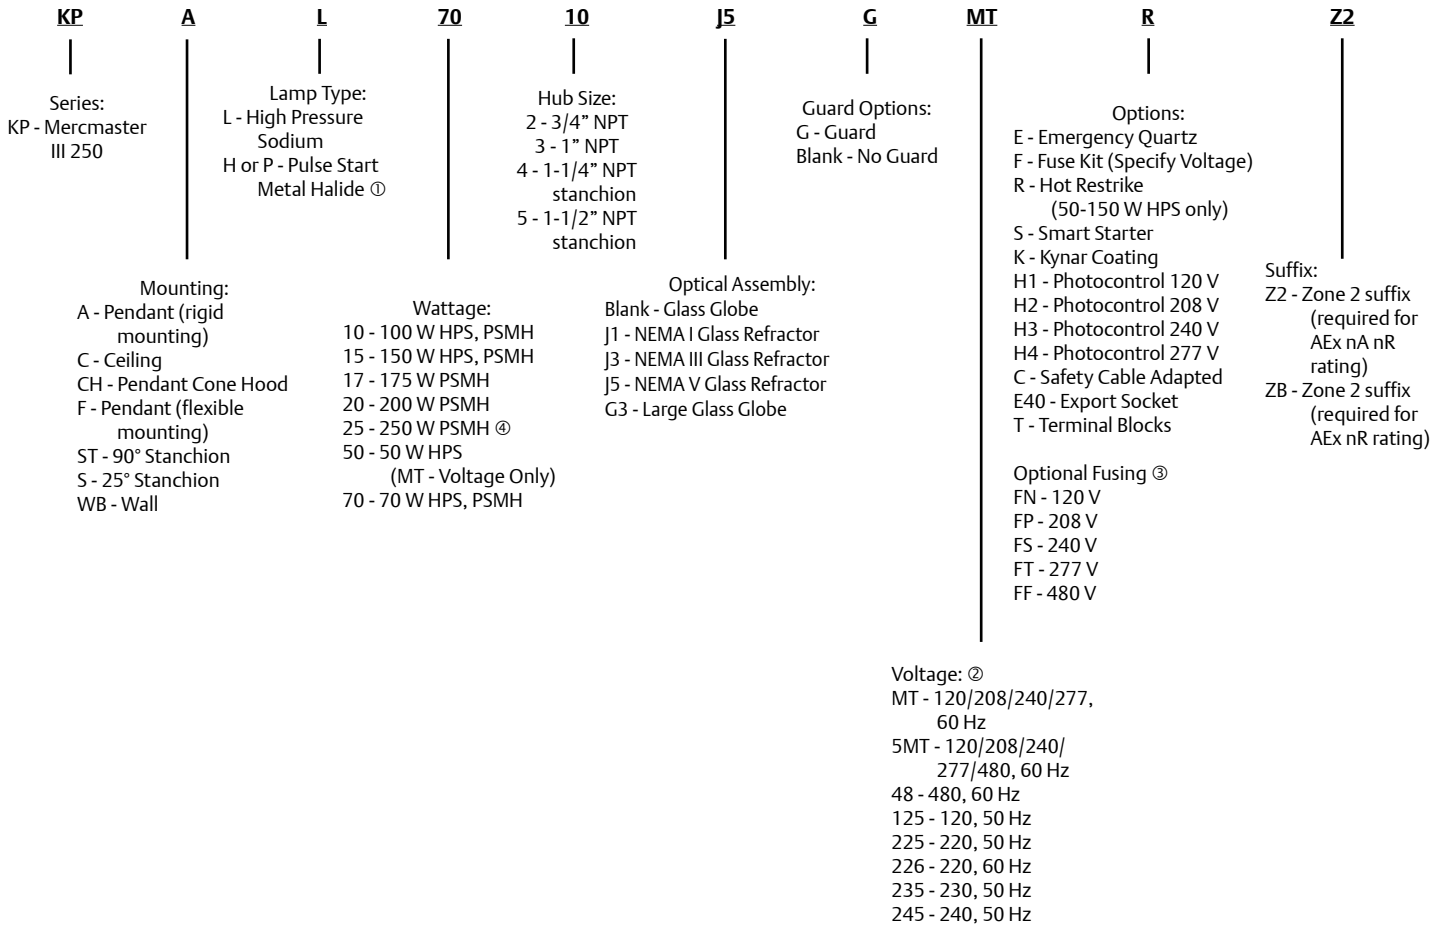 KP A L 70 10 J5 G MT R Z2
Series:
KP - Mercmaster
III 250
Mounting:
A - Pendant (rigid
mounting)
C - Ceiling
CH - Pendant Cone Hood
F - Pendant (flexible
mounting)
ST - 90° Stanchion
S - 25° Stanchion
WB - Wall
Lamp Type:
L - High Pressure
Sodium
H or P - Pulse Start
Metal Halide ①
Wattage:
10 - 100 W HPS, PSMH
15 - 150 W HPS, PSMH
17 - 175 W PSMH
20 - 200 W PSMH
25 - 250 W PSMH ④
50 - 50 W HPS
(MT - Voltage Only)
70 - 70 W HPS, PSMH
Hub Size:
2 - 3/4” NPT
3 - 1” NPT
4 - 1-1/4” NPT
stanchion
5 - 1-1/2” NPT
stanchion
Optical Assembly:
Blank - Glass Globe
J1 - NEMA I Glass Refractor
J3 - NEMA III Glass Refractor
J5 - NEMA V Glass Refractor
G3 - Large Glass Globe
Guard Options:
G - Guard
Blank - No Guard
Voltage: ②
MT - 120/208/240/277,
60 Hz
5MT - 120/208/240/
277/480, 60 Hz
48 - 480, 60 Hz
125 - 120, 50 Hz
225 - 220, 50 Hz
226 - 220, 60 Hz
235 - 230, 50 Hz
245 - 240, 50 Hz
Options:
E - Emergency Quartz
F - Fuse Kit (Specify Voltage)
R - Hot Restrike
(50-150 W HPS only)
S - Smart Starter
K - Kynar Coating
H1 - Photocontrol 120 V
H2 - Photocontrol 208 V
H3 - Photocontrol 240 V
H4 - Photocontrol 277 V
C - Safety Cable Adapted
E40 - Export Socket
T - Terminal Blocks
Optional Fusing ③
FN - 120 V
FP - 208 V
FS - 240 V
FT - 277 V
FF - 480 V
Suffix:
Z2 - Zone 2 suffix
(required for
AEx nA nR
rating)
ZB - Zone 2 suffix
(required for
AEx nR rating)